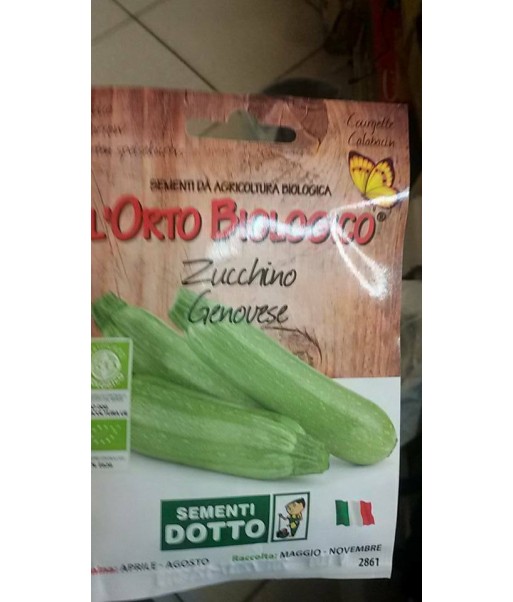 Courgette
Calabacín
SEMENTI DA AGRICOLTURA BIOLOGICA
L'ORTO BIOLOGICO®
Zucchino
Genovese
SEMENTI
DOTTO
APRILE - AGOSTO Raccolta: MAGGIO - NOVEMBRE
2861